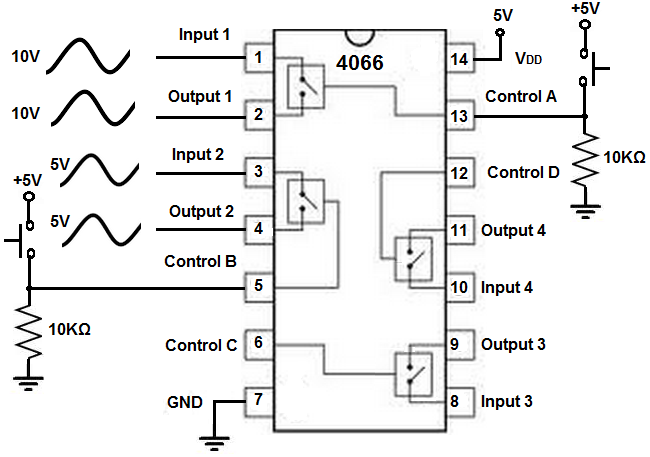 +5V
5V
Input 1
10V
1
4066
14
VDD
Output 1
10V
2
13
Control A
10KΩ
Input 2
5V
3
12
Control D
+5V
Output 2
5V
4
11
Output 4
Control B
5
10
Input 4
10KΩ
Control C
6
9
Output 3
GND
7
8
Input 3